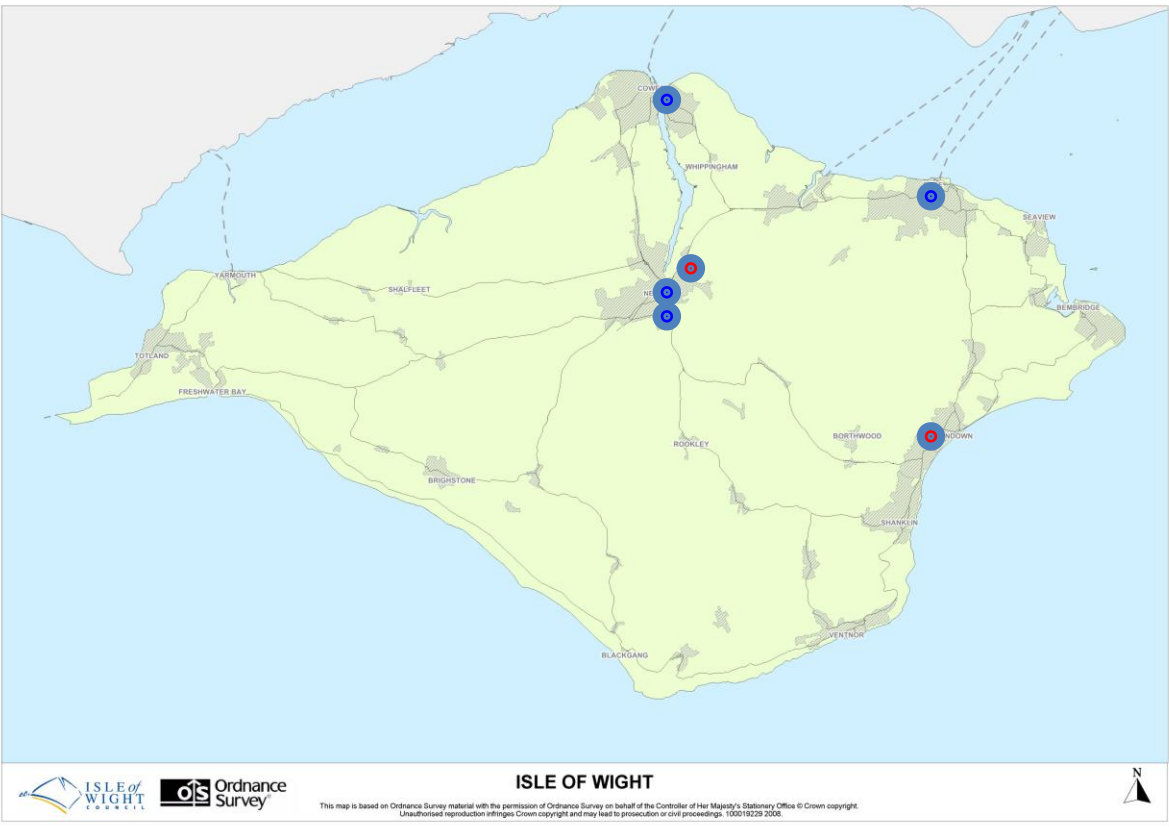 COW
WHIPPINGHAM
SEAVIEW
YARMOUTH
SHALFLEET
NE
BEMBRIDGE
TOTLAND
FRESHWATER BAY
ROOKLEY
BORTHWOOD
NDOWN
BRIGHSTONE
SHANKLIN
VENTNOR
BLACKGANG
ISLE of
WIGHT
COUNCIL
OS
Ordnance
Survey®
ISLE OF WIGHT
This map is based on Ordnance Survey material with the permission of Ordnance Survey on behalf of the Controller of Her Majesty's Stationery Office © Crown copyright.
Unauthorised reproduction infringes Crown copyright and may lead to prosecution or civil proceedings. 100019229 2008.
N